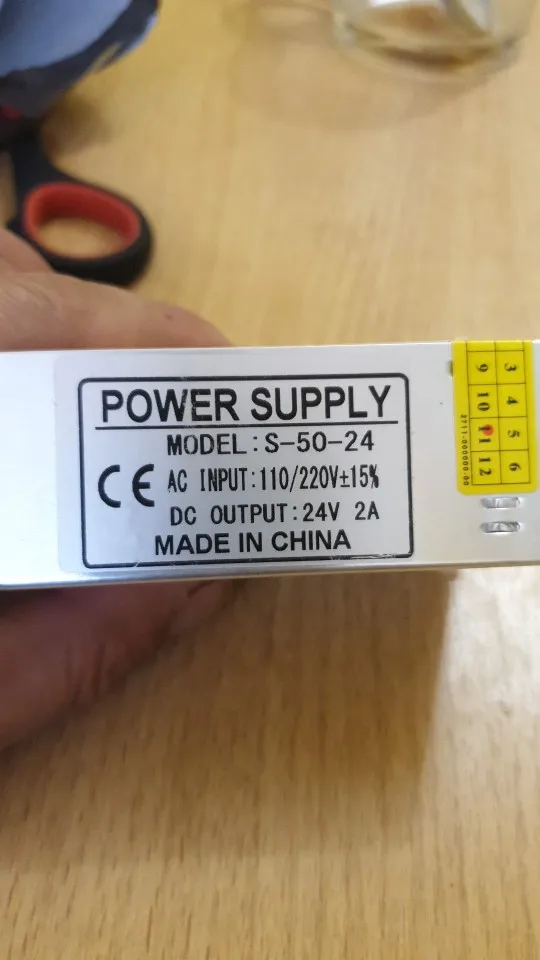 POWER SUPPLY
MODEL:S-50-24
CE
AC INPUT:110/220V±15%
DC OUTPUT:24V 2A
MADE IN CHINA
3 4 5 6
9 10 11 12